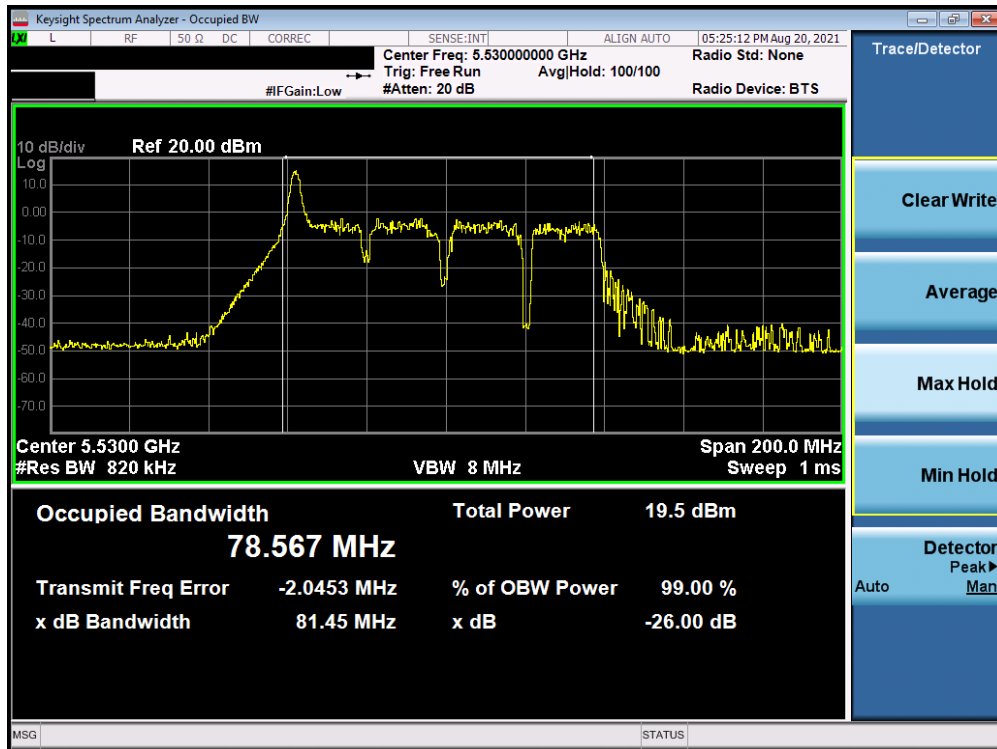 Keysight Spectrum Analyzer - Occupied BW
LXI L RF 50 Ω DC CORREC SENSE:INT ALIGN AUTO 05:25:12 PM Aug 20, 2021
Center Freq: 5.530000000 GHz Radio Std: None
Trig: Free Run Avg|Hold: 100/100
#IFGain:Low #Atten: 20 dB Radio Device: BTS
Trace/Detector
10 dB/div Ref 20.00 dBm
Log
10.0
0.00
-10.0
-20.0
-30.0
-40.0
-50.0
-60.0
-70.0
Center 5.5300 GHz Span 200.0 MHz
#Res BW 820 kHz VBW 8 MHz Sweep 1 ms
Occupied Bandwidth Total Power 19.5 dBm
78.567 MHz
Transmit Freq Error -2.0453 MHz % of OBW Power 99.00 %
x dB Bandwidth 81.45 MHz x dB -26.00 dB
Clear Write
Average
Max Hold
Min Hold
Detector
Peak▶
Auto Man
MSG STATUS